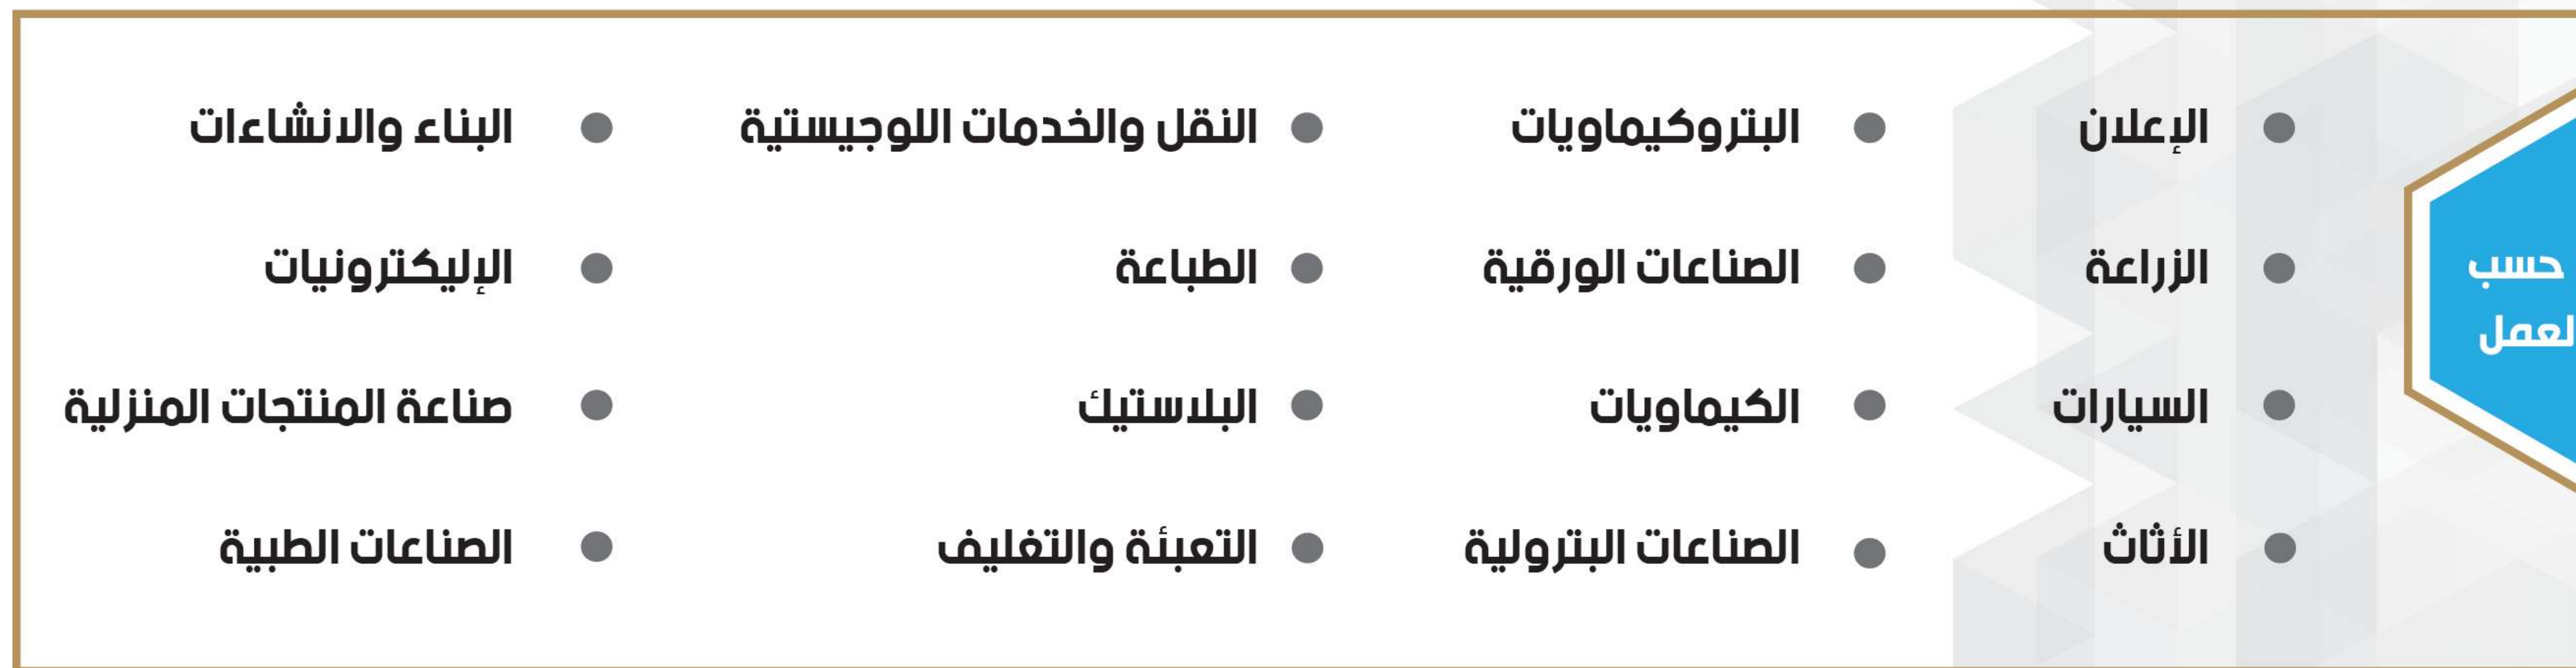 حسب
لعمل
● الإعلان ● البتروكيماويات ● النقل والخدمات اللوجيستية ● البناء والانشاءات
● الزراعة ● الصناعات الورقية ● الطباعة ● الإليكترونيات
● السيارات ● الكيماويات ● البلاستيك ● صناعة المنتجات المنزلية
● الأثاث ● الصناعات البترولية ● التعبئة والتغليف ● الصناعات الطبية